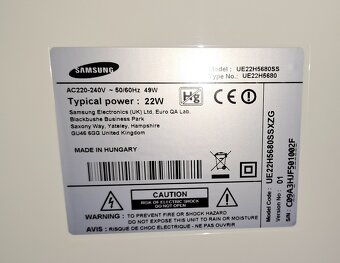 SAMSUNG
Model : UE22H5680SS
Type No.: UE22H5680
AC220-240V ~ 50/60Hz 49W
Typical power : 22W
Hg
Samsung Electronics (UK) Ltd., Euro QA Lab.
Blackbushe Business Park
Saxony Way, Yateley, Hampshire
GU46 6GG United Kingdom
MADE IN HUNGARY
CE
CAUTION
RISK OF ELECTRIC SHOCK
DO NOT OPEN
WARNING : TO PREVENT FIRE OR SHOCK HAZARD
DO NOT EXPOSE TO RAIN OR MOISTURE
AVIS : RISQUE DE CHOC ELECTRIQUE, NE PAS OUVRIR
Model Code: UE22H5680SSXZG
Version No : 01